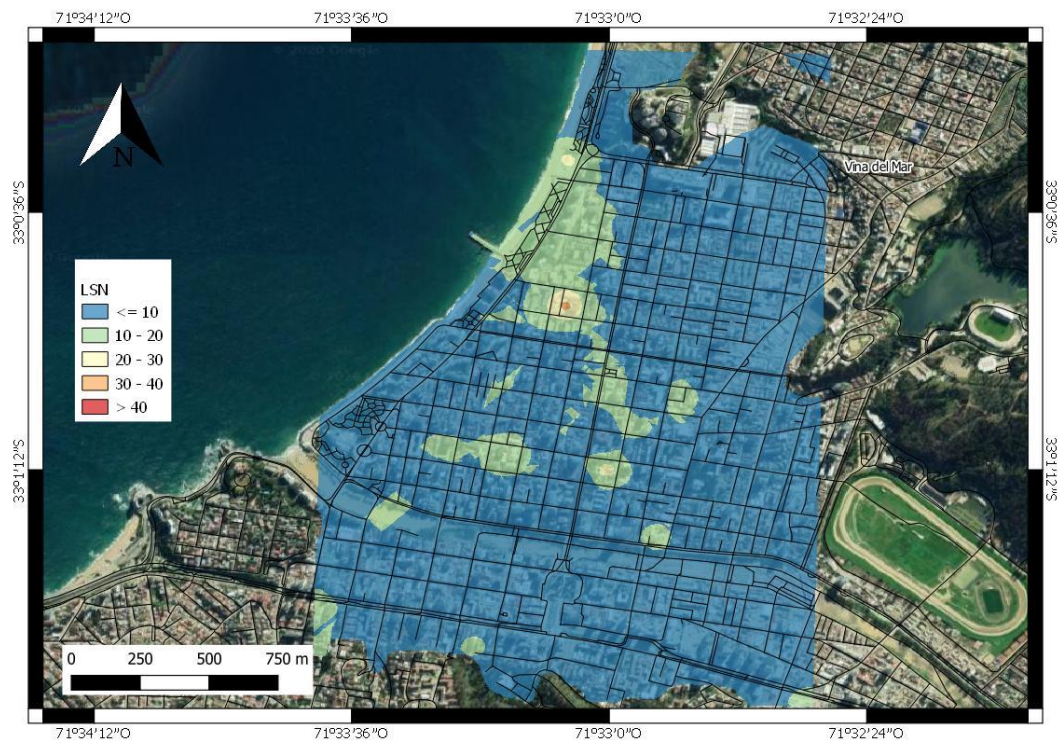 71°34'12"O 71°33'36"O 71°33'0"O 71°32'24"O
N
Vina del Mar
33°0'36"S 33°0'36"S
LSN
<= 10
10 - 20
20 - 30
30 - 40
> 40
33°1'12"S 33°1'12"S
0 250 500 750 m
71°34'12"O 71°33'36"O 71°33'0"O 71°32'24"O